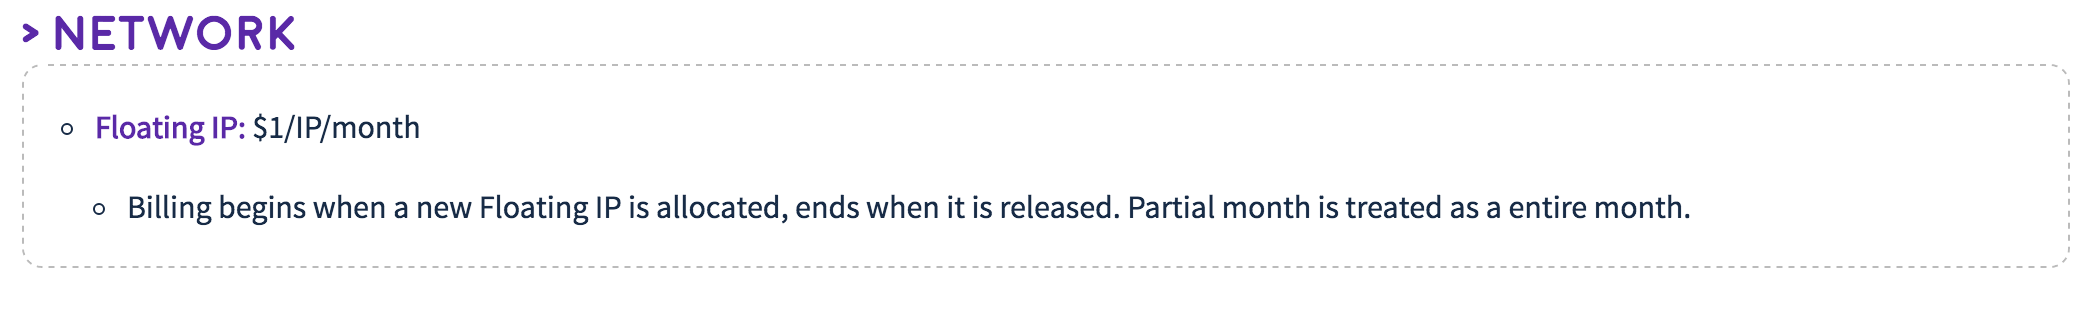 > NETWORK
Floating IP: $1/IP/month
Billing begins when a new Floating IP is allocated, ends when it is released. Partial month is treated as a entire month.